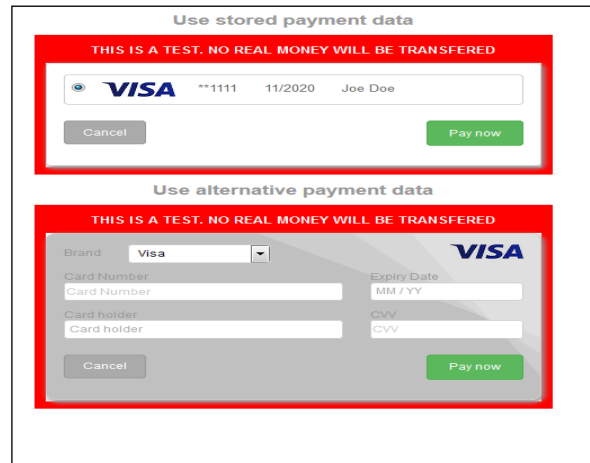 Use stored payment data
THIS IS A TEST. NO REAL MONEY WILL BE TRANSFERED
VISA **1111 11/2020 Joe Doe
Cancel Pay now
Use alternative payment data
THIS IS A TEST. NO REAL MONEY WILL BE TRANSFERED
Brand Visa VISA
Card Number Expiry Date
Card Number MM / YY
Card holder CVV
Card holder CVV
Cancel Pay now